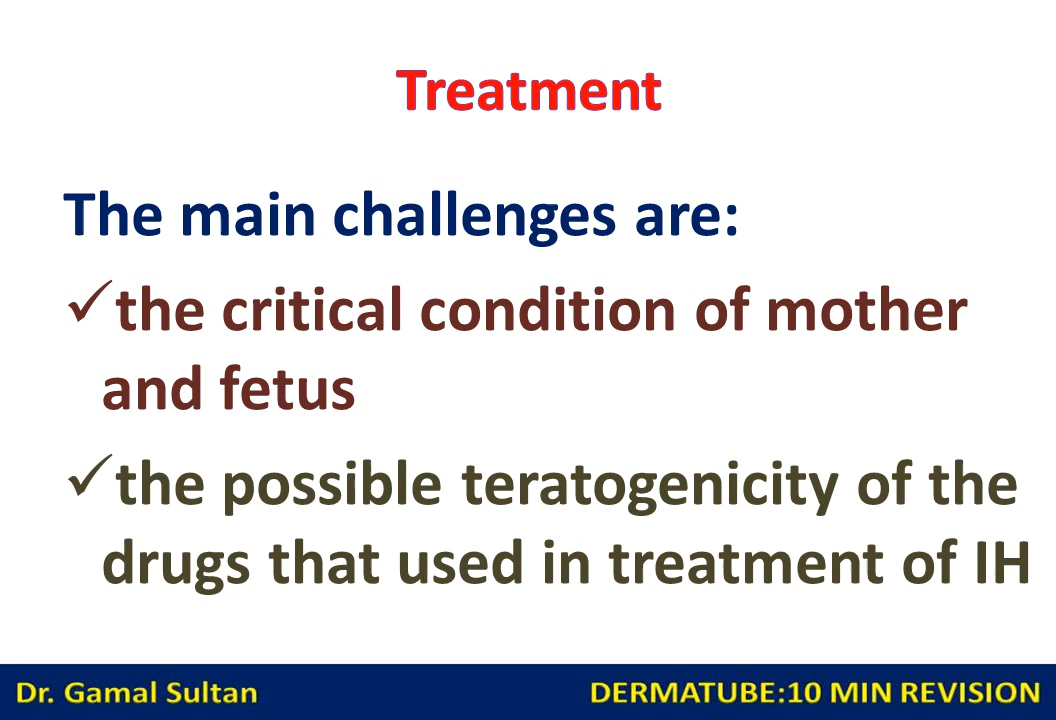 Treatment
The main challenges are:
✓the critical condition of mother
and fetus
✓the possible teratogenicity of the
drugs that used in treatment of IH
Dr. Gamal Sultan
DERMATUBE:10 MIN REVISION